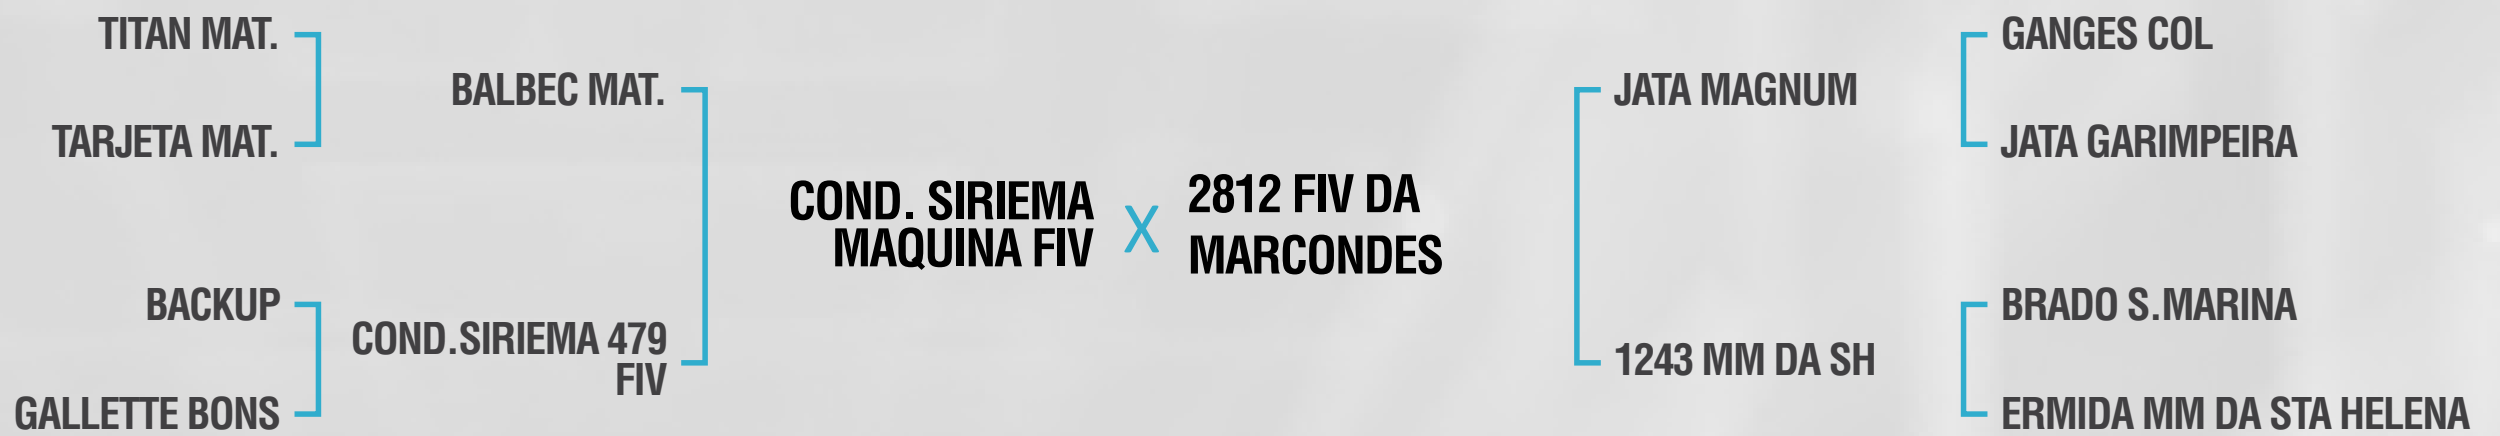 TITAN MAT.
TARJETA MAT.
BALBEC MAT.
BACKUP
GALLETTE BONS
COND.SIRIEMA 479
FIV
COND. SIRIEMA
MAQUINA FIV
X
2812 FIV DA
MARCONDES
JATA MAGNUM
GANGES COL
JATA GARIMPEIRA
1243 MM DA SH
BRADO S.MARINA
ERMIDA MM DA STA HELENA